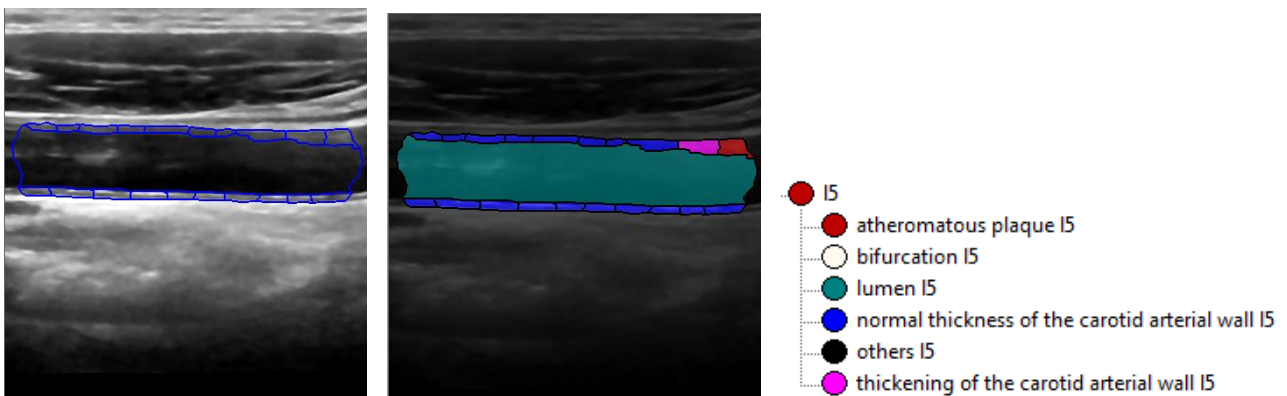 I5
atheromatous plaque I5
bifurcation I5
lumen I5
normal thickness of the carotid arterial wall I5
others I5
thickening of the carotid arterial wall I5